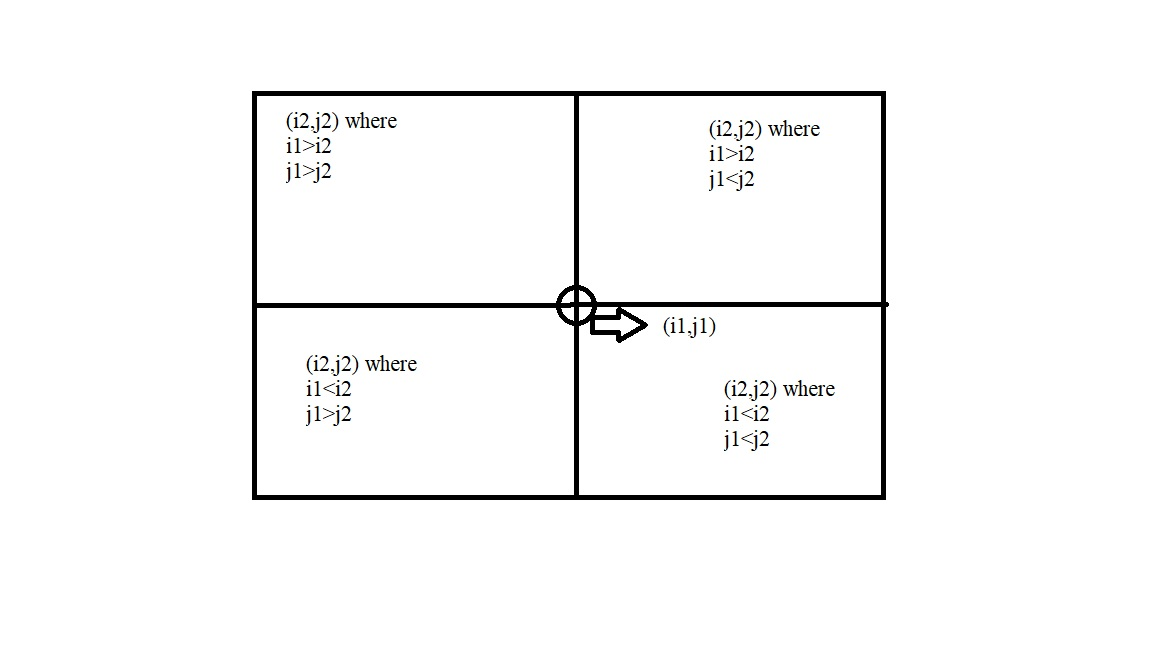 (i2,j2) where
i1>i2
j1>j2
(i2,j2) where
i1>i2
j1<j2
(i1,j1)
(i2,j2) where
i1<i2
j1>j2
(i2,j2) where
i1<i2
j1<j2